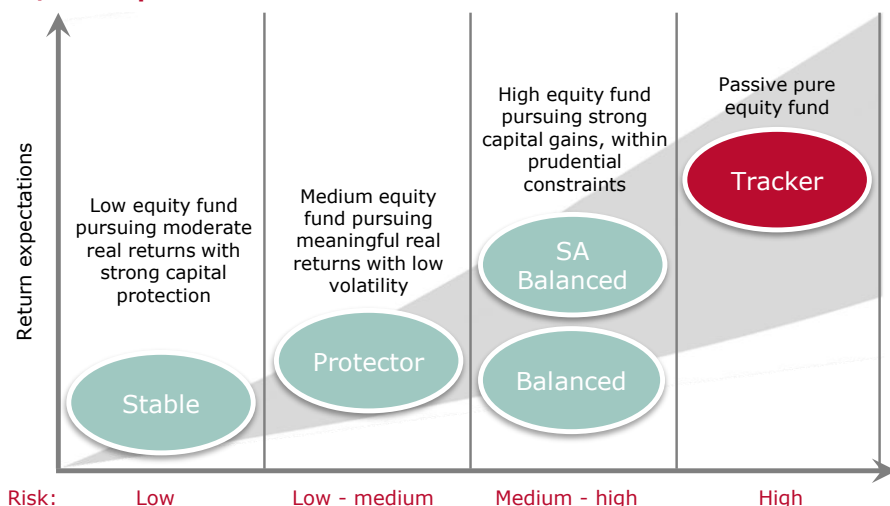 Return expectations
Low equity fund
pursuing moderate
real returns with
strong capital
protection
Stable
Medium equity
fund pursuing
meaningful real
returns with low
volatility
Protector
High equity fund
pursuing strong
capital gains, within
prudential
constraints
SA
Balanced
Balanced
Passive pure
equity fund
Tracker
Risk: Low Low - medium Medium - high High